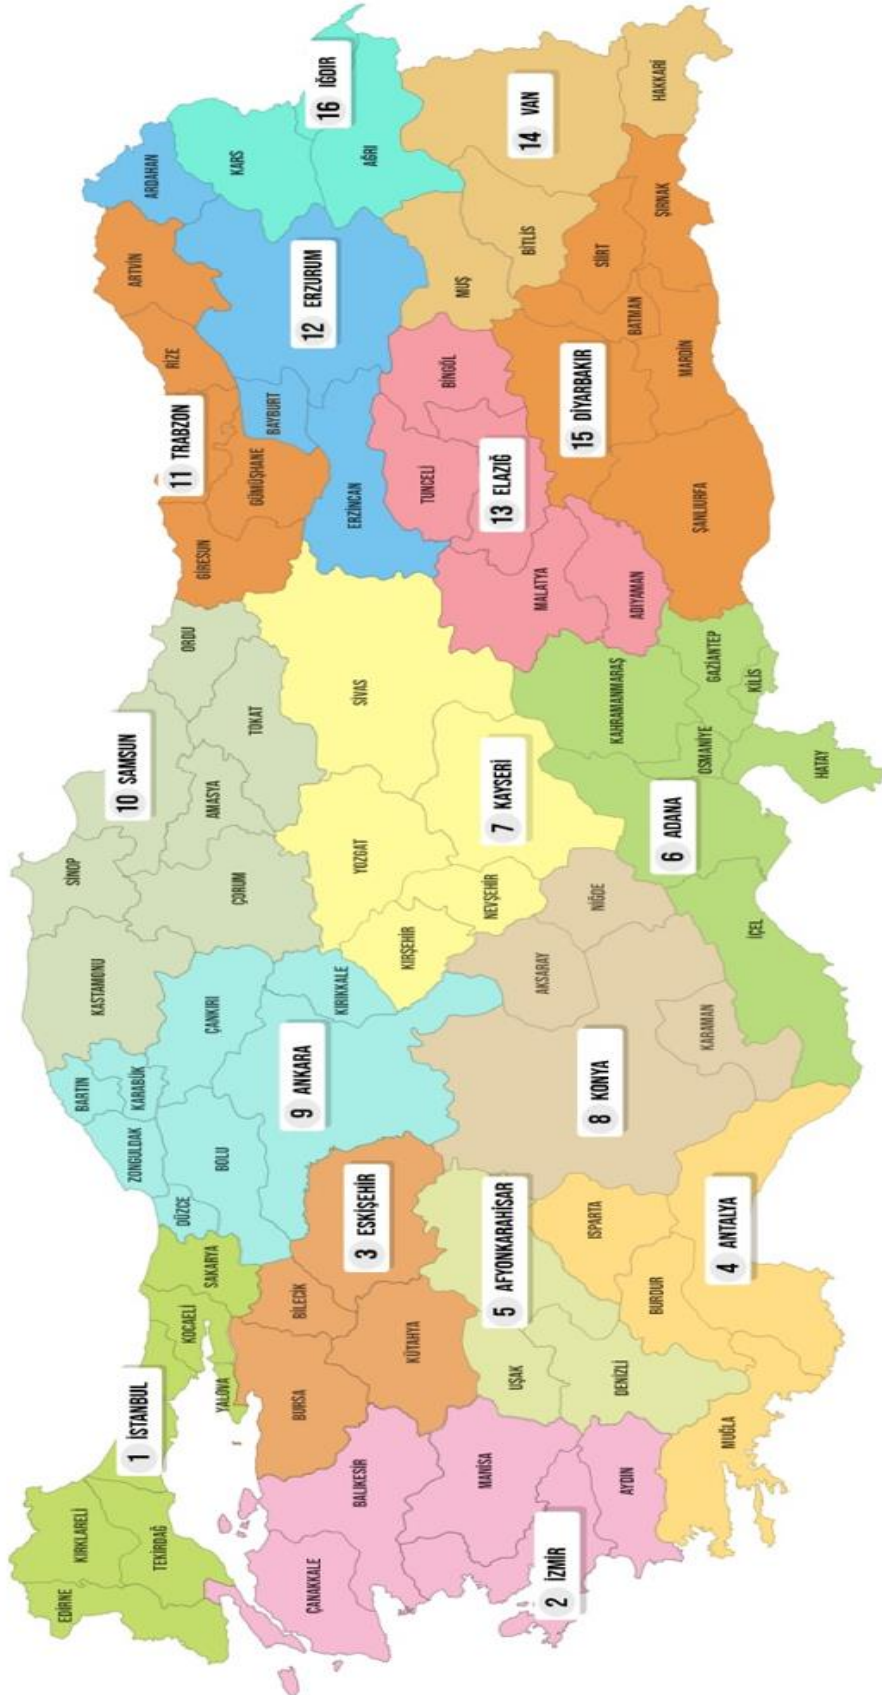 EDİRNE
KIRKLARELİ
TEKİRDAĞ
1 İSTANBUL
YALOVA
KOCAELİ
SAKARYA
ÇANAKKALE
BALIKESİR
MANİSA
2 İZMİR
AYDIN
BURSA
BİLECİK
KÜTAHYA
3 ESKİŞEHİR
UŞAK
DENİZLİ
5 AFYONKARAHİSAR
MUĞLA
BURDUR
ISPARTA
4 ANTALYA
DÜZCE
ZONGULDAK
BARTIN
KARABÜK
BOLU
ÇANKIRI
9 ANKARA
KIRIKKALE
8 KONYA
AKSARAY
NİĞDE
KARAMAN
KASTAMONU
SİNOP
ÇORUM
AMASYA
10 SAMSUN
TOKAT
ORDU
KIRŞEHİR
YOZGAT
NEVŞEHİR
7 KAYSERİ
SİVAS
İÇEL
6 ADANA
OSMANİYE
KAHRAMANMARAŞ
GAZİANTEP
KİLİS
HATAY
GİRESUN
GÜMÜŞHANE
11 TRABZON
RİZE
ARTVİN
ERZİNCAN
BAYBURT
12 ERZURUM
ARDAHAN
MALATYA
ADIYAMAN
TUNCELİ
13 ELAZIĞ
BİNGÖL
ŞANLIURFA
15 DİYARBAKIR
MARDİN
BATMAN
SİİRT
ŞIRNAK
MUŞ
BİTLİS
14 VAN
HAKKARİ
KARS
AĞRI
16 IĞDIR